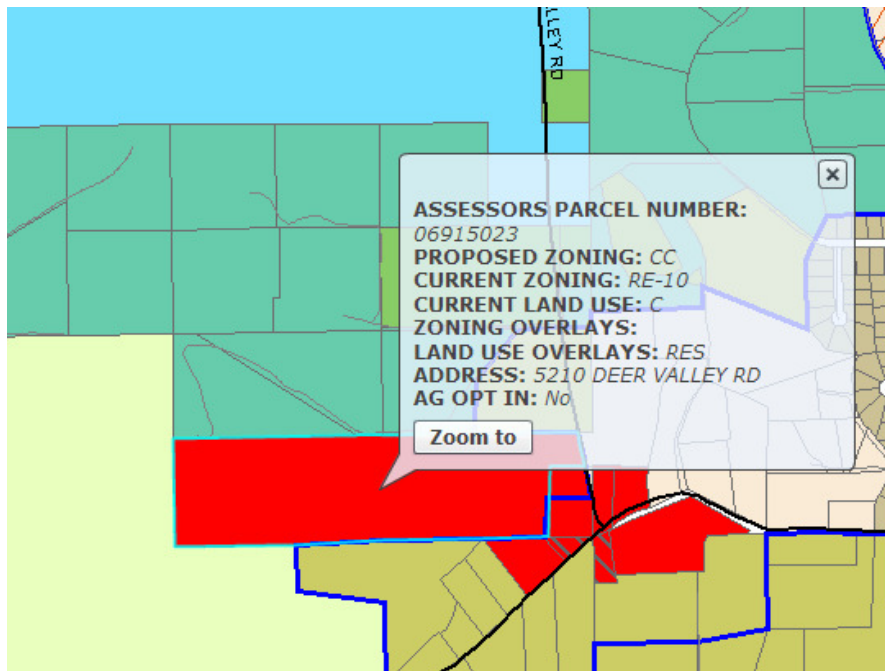 ALLEY RD
×
ASSESSORS PARCEL NUMBER:
06915023
PROPOSED ZONING: CC
CURRENT ZONING: RE-10
CURRENT LAND USE: C
ZONING OVERLAYS:
LAND USE OVERLAYS: RES
ADDRESS: 5210 DEER VALLEY RD
AG OPT IN: No
Zoom to